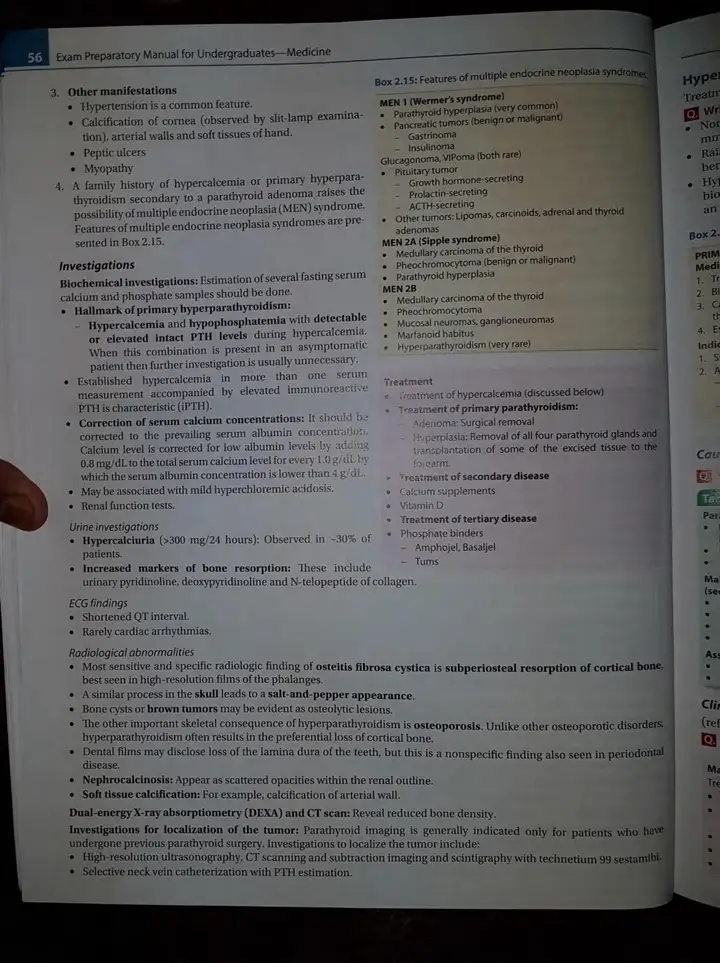 56 Exam Preparatory Manual for Undergraduates—Medicine
3. Other manifestations
• Hypertension is a common feature.
• Calcification of cornea (observed by slit-lamp examina-
tion), arterial walls and soft tissues of hand.
• Peptic ulcers
• Myopathy
4. A family history of hypercalcemia or primary hyperpara-
thyroidism secondary to a parathyroid adenoma raises the
possibility of multiple endocrine neoplasia (MEN) syndrome.
Features of multiple endocrine neoplasia syndromes are pre-
sented in Box 2.15.
Investigations
Biochemical investigations: Estimation of several fasting serum
calcium and phosphate samples should be done.
• Hallmark of primary hyperparathyroidism:
– Hypercalcemia and hypophosphatemia with detectable
or elevated intact PTH levels during hypercalcemia.
When this combination is present in an asymptomatic
patient then further investigation is usually unnecessary.
• Established hypercalcemia in more than one serum
measurement accompanied by elevated immunoreactive
PTH is characteristic (iPTH).
• Correction of serum calcium concentrations: It should be
corrected to the prevailing serum albumin concentration.
Calcium level is corrected for low albumin levels by adding
0.8 mg/dL to the total serum calcium level for every 1.0 g/dL by
which the serum albumin concentration is lower than 4 g/dL.
• May be associated with mild hyperchloremic acidosis.
• Renal function tests.
Urine investigations
• Hypercalciuria (>300 mg/24 hours): Observed in ~30% of
patients.
• Increased markers of bone resorption: These include
urinary pyridinoline, deoxypyridinoline and N-telopeptide of collagen.
Box 2.15: Features of multiple endocrine neoplasia syndromes
MEN 1 (Wermer's syndrome)
• Parathyroid hyperplasia (very common)
• Pancreatic tumors (benign or malignant)
– Gastrinoma
– Insulinoma
Glucagonoma, VIPoma (both rare)
• Pituitary tumor
– Growth hormone-secreting
– Prolactin-secreting
– ACTH-secreting
• Other tumors: Lipomas, carcinoids, adrenal and thyroid
adenomas
MEN 2A (Sipple syndrome)
• Medullary carcinoma of the thyroid
• Pheochromocytoma (benign or malignant)
• Parathyroid hyperplasia
MEN 2B
• Medullary carcinoma of the thyroid
• Pheochromocytoma
• Mucosal neuromas, ganglioneuromas
• Marfanoid habitus
• Hyperparathyroidism (very rare)
Treatment
• Treatment of hypercalcemia (discussed below)
• Treatment of primary parathyroidism:
– Adenoma: Surgical removal
– Hyperplasia: Removal of all four parathyroid glands and
transplantation of some of the excised tissue to the
forearm.
• Treatment of secondary disease
• Calcium supplements
• Vitamin D
• Treatment of tertiary disease
• Phosphate binders
– Amphojel, Basaljel
– Tums
ECG findings
• Shortened QT interval.
• Rarely cardiac arrhythmias.
Radiological abnormalities
• Most sensitive and specific radiologic finding of osteitis fibrosa cystica is subperiosteal resorption of cortical bone,
best seen in high-resolution films of the phalanges.
• A similar process in the skull leads to a salt-and-pepper appearance.
• Bone cysts or brown tumors may be evident as osteolytic lesions.
• The other important skeletal consequence of hyperparathyroidism is osteoporosis. Unlike other osteoporotic disorders,
hyperparathyroidism often results in the preferential loss of cortical bone.
• Dental films may disclose loss of the lamina dura of the teeth, but this is a nonspecific finding also seen in periodontal
disease.
• Nephrocalcinosis: Appear as scattered opacities within the renal outline.
• Soft tissue calcification: For example, calcification of arterial wall.
Dual-energy X-ray absorptiometry (DEXA) and CT scan: Reveal reduced bone density.
Investigations for localization of the tumor: Parathyroid imaging is generally indicated only for patients who have
undergone previous parathyroid surgery. Investigations to localize the tumor include:
• High-resolution ultrasonography, CT scanning and subtraction imaging and scintigraphy with technetium 99 sestamibi.
• Selective neck vein catheterization with PTH estimation.